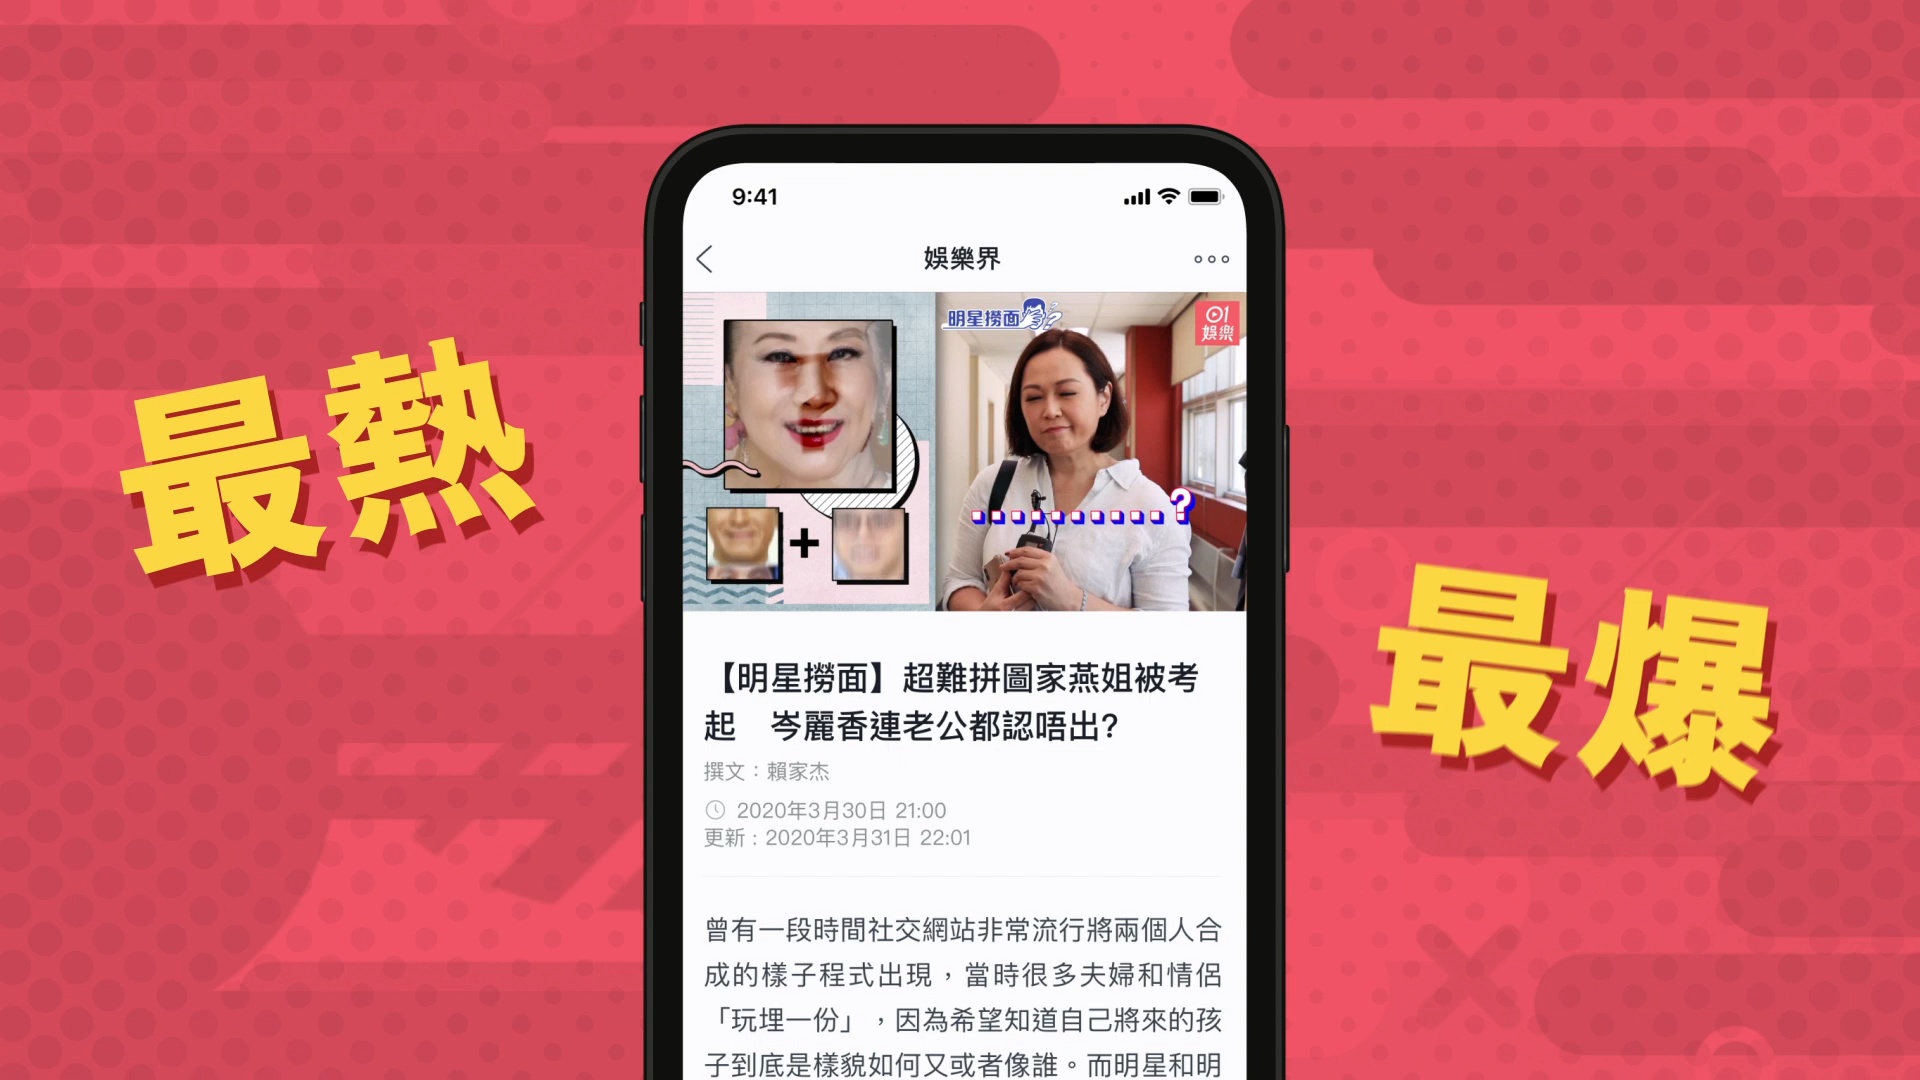 最熱
最爆
9:41
娛樂界
明星撈面?
01
娛樂
+
..........?
【明星撈面】超難拼圖家燕姐被考
起　岑麗香連老公都認唔出?
撰文：賴家杰
2020年3月30日 21:00
更新：2020年3月31日 22:01
曾有一段時間社交網站非常流行將兩個人合
成的樣子程式出現，當時很多夫婦和情侶
「玩埋一份」，因為希望知道自己將來的孩
子到底是樣貌如何又或者像誰。而明星和明